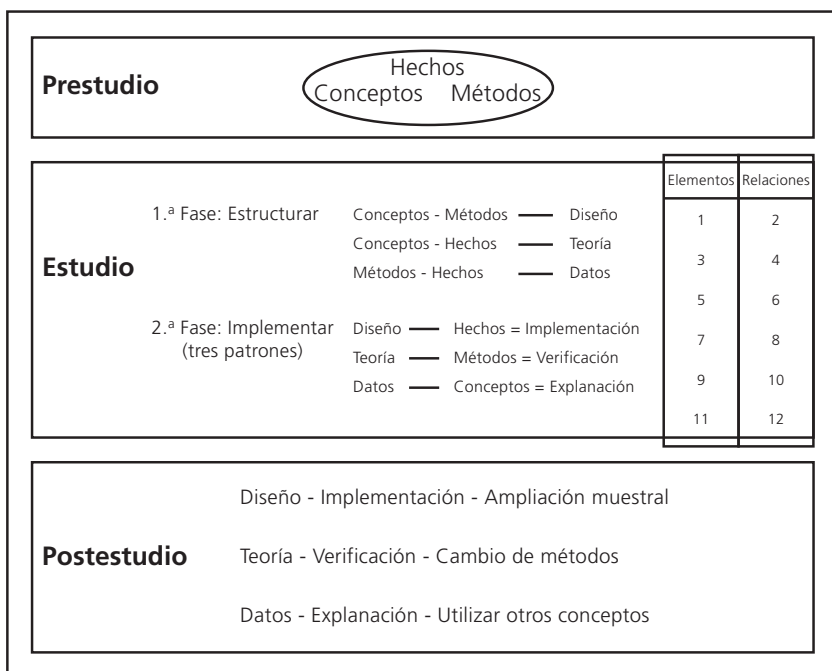 Prestudio
Hechos
Conceptos Métodos
Elementos Relaciones
Estudio
1.ª Fase: Estructurar
Conceptos - Métodos — Diseño
Conceptos - Hechos — Teoría
Métodos - Hechos — Datos
2.ª Fase: Implementar
(tres patrones)
Diseño — Hechos = Implementación
Teoría — Métodos = Verificación
Datos — Conceptos = Explanación
1 2
3 4
5 6
7 8
9 10
11 12
Postestudio
Diseño - Implementación - Ampliación muestral
Teoría - Verificación - Cambio de métodos
Datos - Explanación - Utilizar otros conceptos